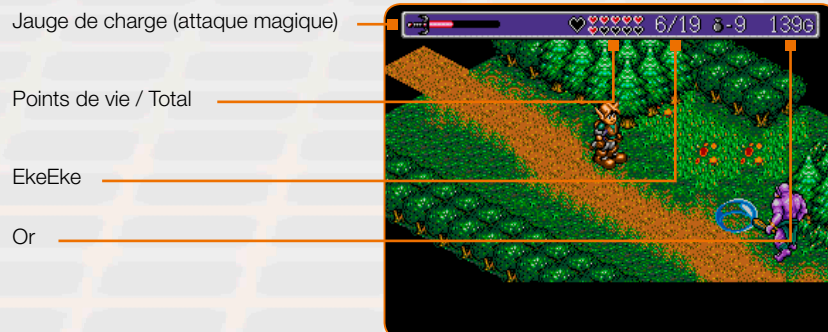 Jauge de charge (attaque magique)
6/19 -9 139G
Points de vie / Total
EkeEke
Or